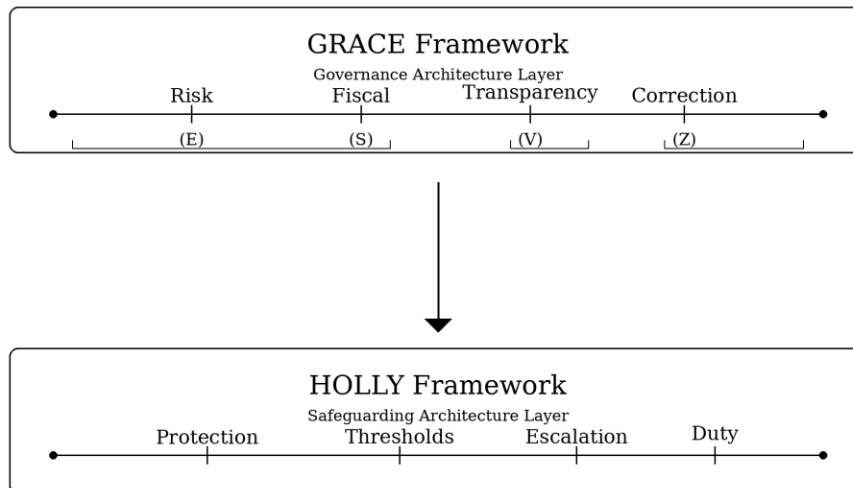 GRACE Framework
Governance Architecture Layer
Risk Fiscal Transparency Correction
(E) (S) (V) (Z)
HOLLY Framework
Safeguarding Architecture Layer
Protection Thresholds Escalation Duty